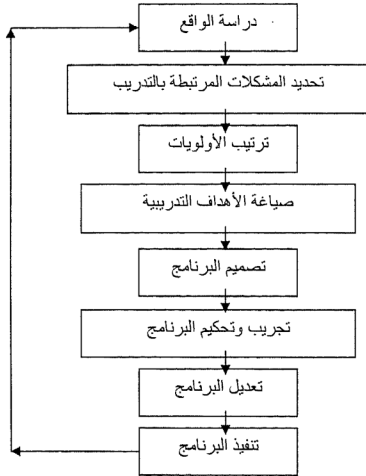 دراسة الواقع
تحديد المشكلات المرتبطة بالتدريب
ترتيب الأولويات
صياغة الأهداف التدريبية
تصميم البرنامج
تجريب وتحكيم البرنامج
تعديل البرنامج
تنفيذ البرنامج